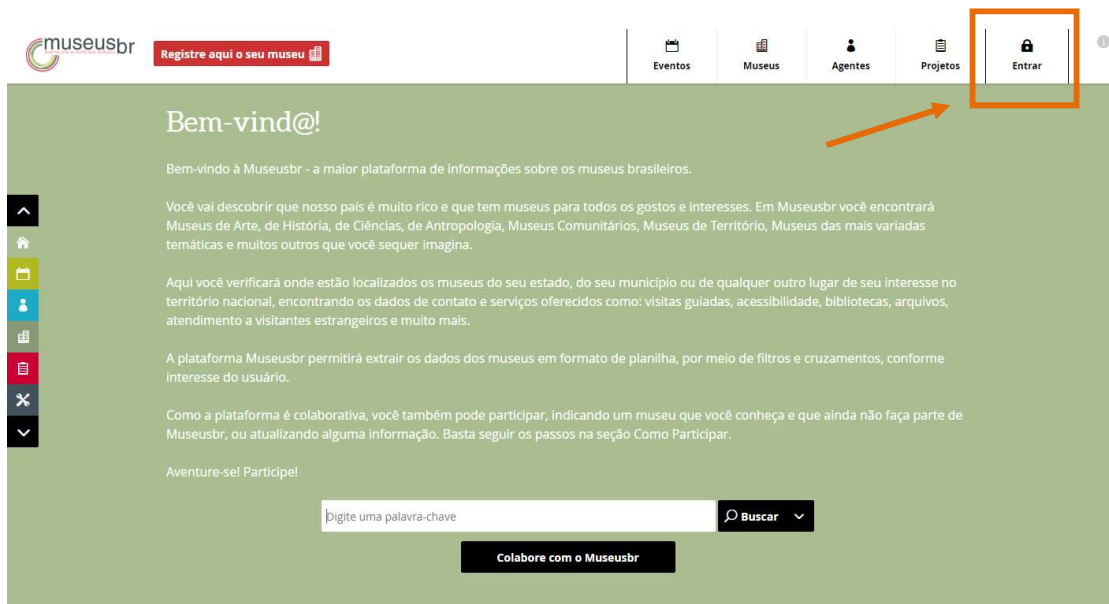 museusbr
Registre aqui o seu museu
Eventos
Museus
Agentes
Projetos
Entrar
Bem-vind@!
Bem-vindo à Museusbr - a maior plataforma de informações sobre os museus brasileiros.
Você vai descobrir que nosso país é muito rico e que tem museus para todos os gostos e interesses. Em Museusbr você encontrará
Museus de Arte, de História, de Ciências, de Antropologia, Museus Comunitários, Museus de Território, Museus das mais variadas
temáticas e muitos outros que você sequer imagina.
Aqui você verificará onde estão localizados os museus do seu estado, do seu município ou de qualquer outro lugar de seu interesse no
território nacional, encontrando os dados de contato e serviços oferecidos como: visitas guiadas, acessibilidade, bibliotecas, arquivos,
atendimento a visitantes estrangeiros e muito mais.
A plataforma Museusbr permitirá extrair os dados dos museus em formato de planilha, por meio de filtros e cruzamentos, conforme
interesse do usuário.
Como a plataforma é colaborativa, você também pode participar, indicando um museu que você conheça e que ainda não faça parte de
Museusbr, ou atualizando alguma informação. Basta seguir os passos na seção Como Participar.
Aventure-se! Participe!
Digite uma palavra-chave
Buscar
Colabore com o Museusbr